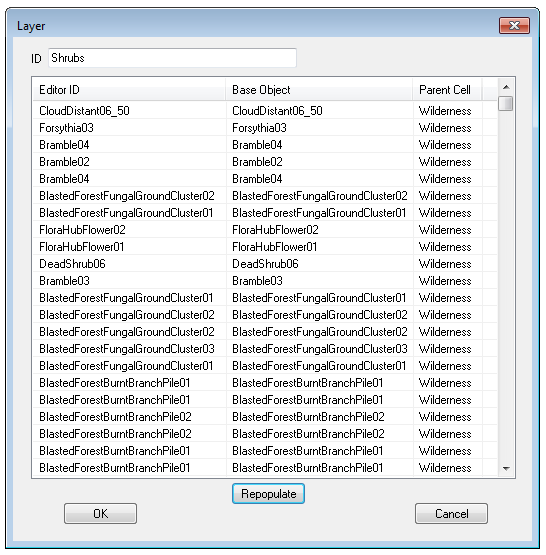 Layer
ID Shrubs
Editor ID Base Object Parent Cell
CloudDistant06_50 CloudDistant06_50 Wilderness
Forsythia03 Forsythia03 Wilderness
Bramble04 Bramble04 Wilderness
Bramble02 Bramble02 Wilderness
Bramble04 Bramble04 Wilderness
BlastedForestFungalGroundCluster02 BlastedForestFungalGroundCluster02 Wilderness
BlastedForestFungalGroundCluster01 BlastedForestFungalGroundCluster01 Wilderness
FloraHubFlower02 FloraHubFlower02 Wilderness
FloraHubFlower01 FloraHubFlower01 Wilderness
DeadShrub06 DeadShrub06 Wilderness
Bramble03 Bramble03 Wilderness
BlastedForestFungalGroundCluster01 BlastedForestFungalGroundCluster01 Wilderness
BlastedForestFungalGroundCluster02 BlastedForestFungalGroundCluster02 Wilderness
BlastedForestFungalGroundCluster02 BlastedForestFungalGroundCluster02 Wilderness
BlastedForestFungalGroundCluster03 BlastedForestFungalGroundCluster03 Wilderness
BlastedForestFungalGroundCluster01 BlastedForestFungalGroundCluster01 Wilderness
BlastedForestBurntBranchPile01 BlastedForestBurntBranchPile01 Wilderness
BlastedForestBurntBranchPile01 BlastedForestBurntBranchPile01 Wilderness
BlastedForestBurntBranchPile02 BlastedForestBurntBranchPile02 Wilderness
BlastedForestBurntBranchPile02 BlastedForestBurntBranchPile02 Wilderness
BlastedForestBurntBranchPile01 BlastedForestBurntBranchPile01 Wilderness
BlastedForestBurntBranchPile01 BlastedForestBurntBranchPile01 Wilderness
Repopulate
OK Cancel